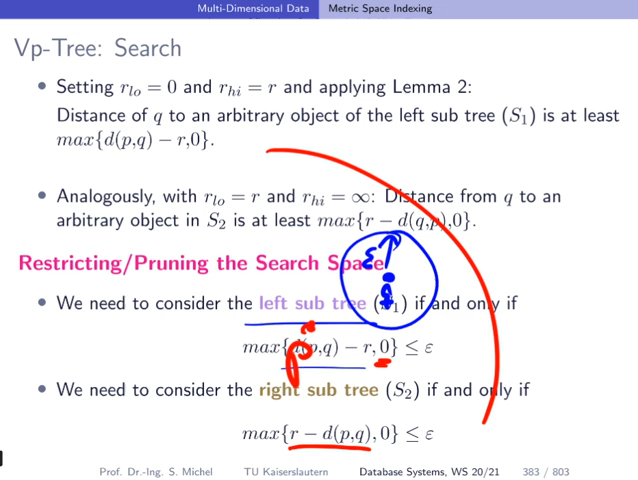 Multi-Dimensional Data Metric Space Indexing
Vp-Tree: Search
• Setting r_lo = 0 and r_hi = r and applying Lemma 2:
Distance of q to an arbitrary object of the left sub tree (S_1) is at least
max{d(p,q) − r,0}.
• Analogously, with r_lo = r and r_hi = ∞: Distance from q to an
arbitrary object in S_2 is at least max{r − d(q,p),0}.
Restricting/Pruning the Search Space
ε
q
• We need to consider the left sub tree (S_1) if and only if
max{d(p,q) − r, 0} ≤ ε
p
• We need to consider the right sub tree (S_2) if and only if
max{r − d(p,q), 0} ≤ ε
Prof. Dr.-Ing. S. Michel TU Kaiserslautern Database Systems, WS 20/21 383 / 803